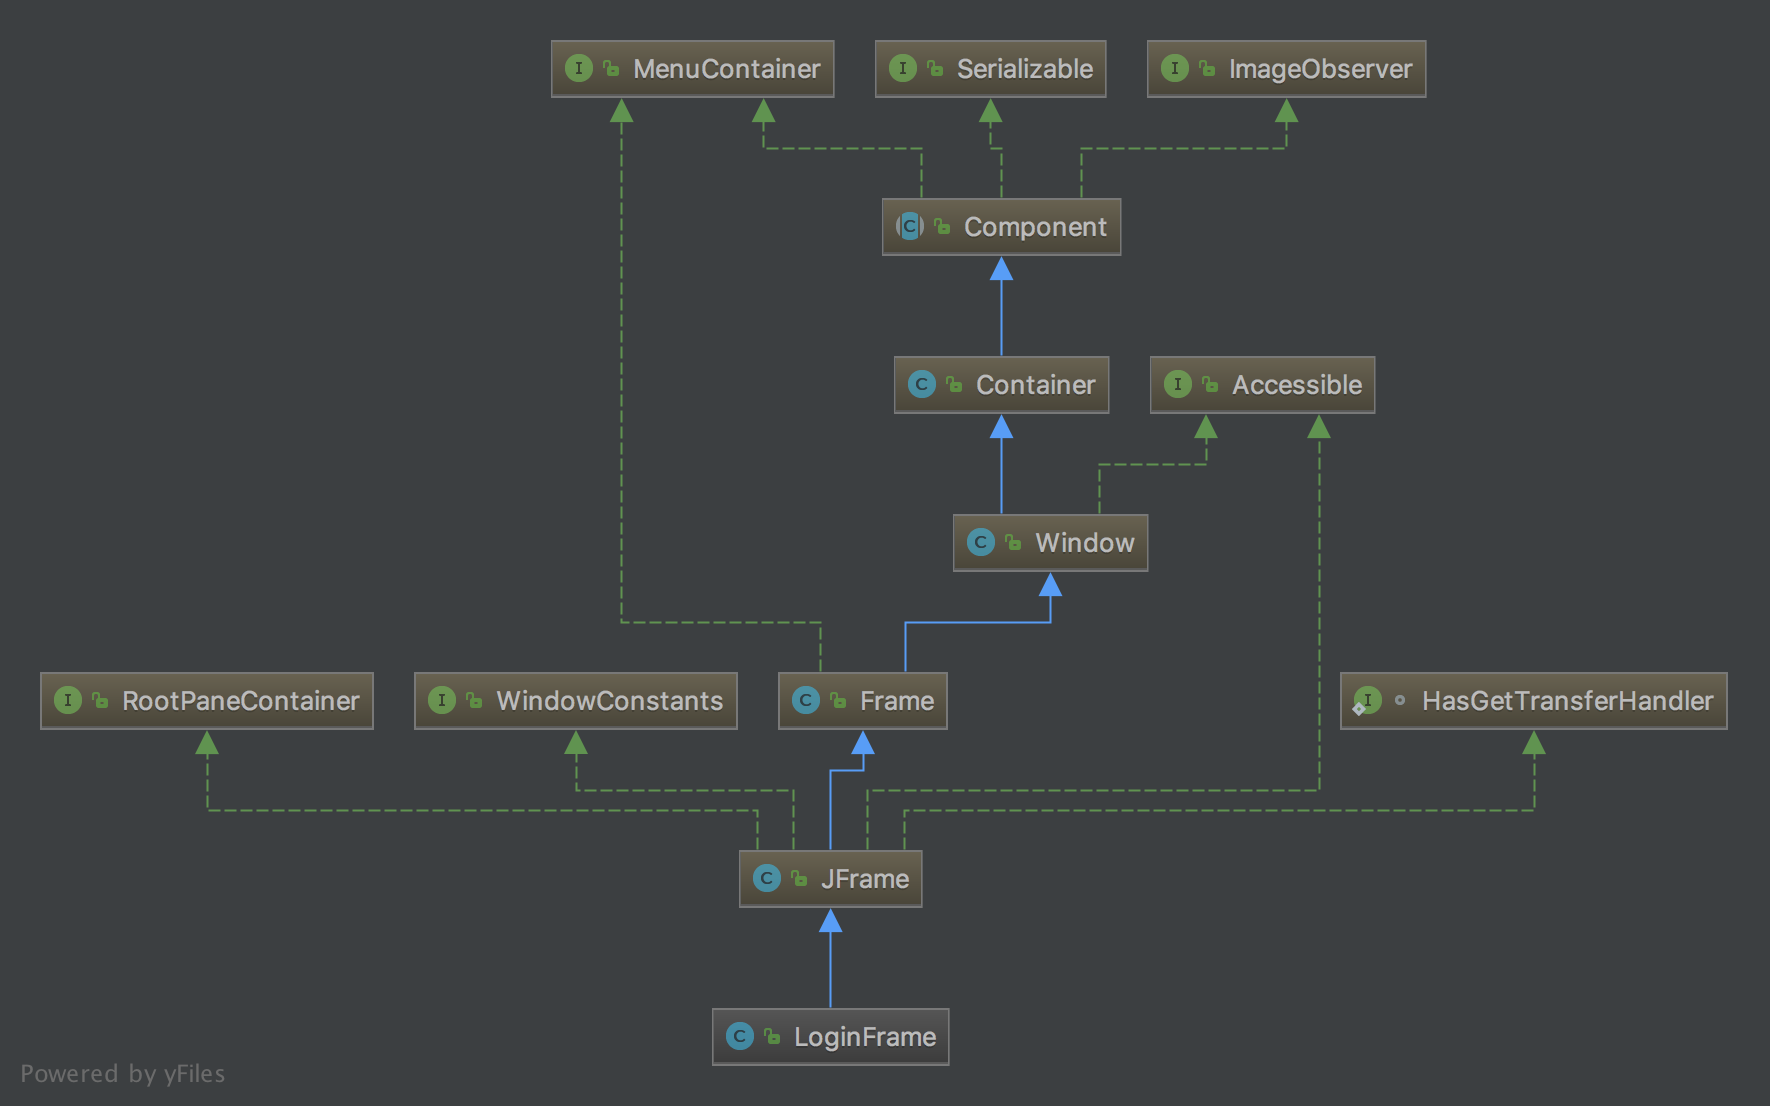 MenuContainer
Serializable
ImageObserver
Component
Container
Accessible
Window
RootPaneContainer
WindowConstants
Frame
HasGetTransferHandler
JFrame
LoginFrame
Powered by yFiles